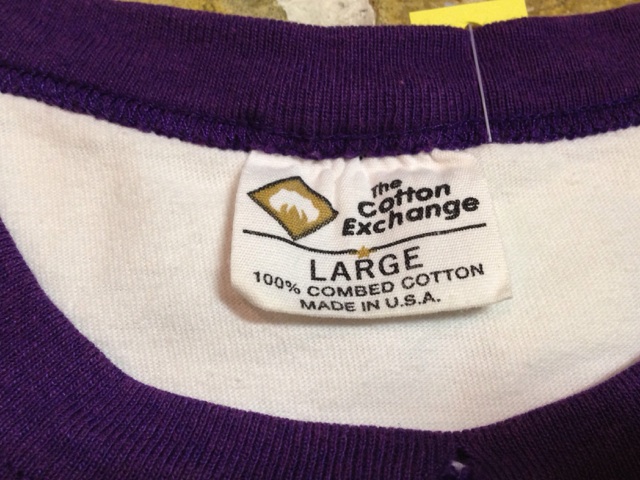 The
Cotton
Exchange
LARGE
100% COMBED COTTON
MADE IN U.S.A.